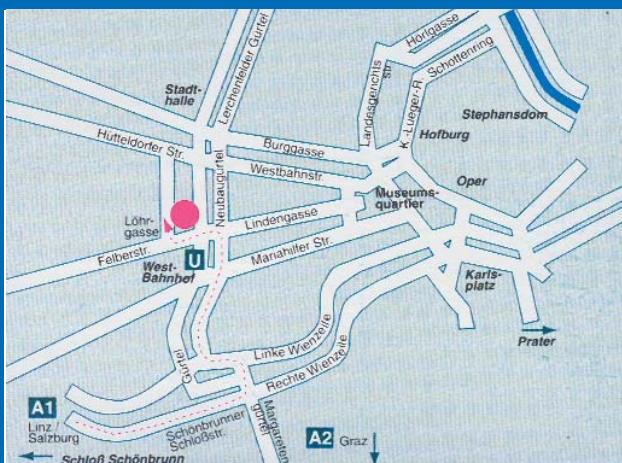 Horlgasse
Schottenring
Landesgerichts
str.
K.-Lueger-R.
Lerchenfelder Gürtel
Stadt-
halle
Stephansdom
Hofburg
Hütteldorfer Str.
Burggasse
Westbahnstr.
Oper
Museums-
quartier
Neubaugürtel
Löhr-
gasse
Lindengasse
Felberstr.
U
Mariahilfer Str.
West-
Bahnhof
Karls-
platz
Prater
Gürtel
Linke Wienzeile
Rechte Wienzeile
A1
Linz /
Salzburg
Schönbrunner
Schloßstr.
Margareten
gürtel
A2 Graz
Schloß Schönbrunn